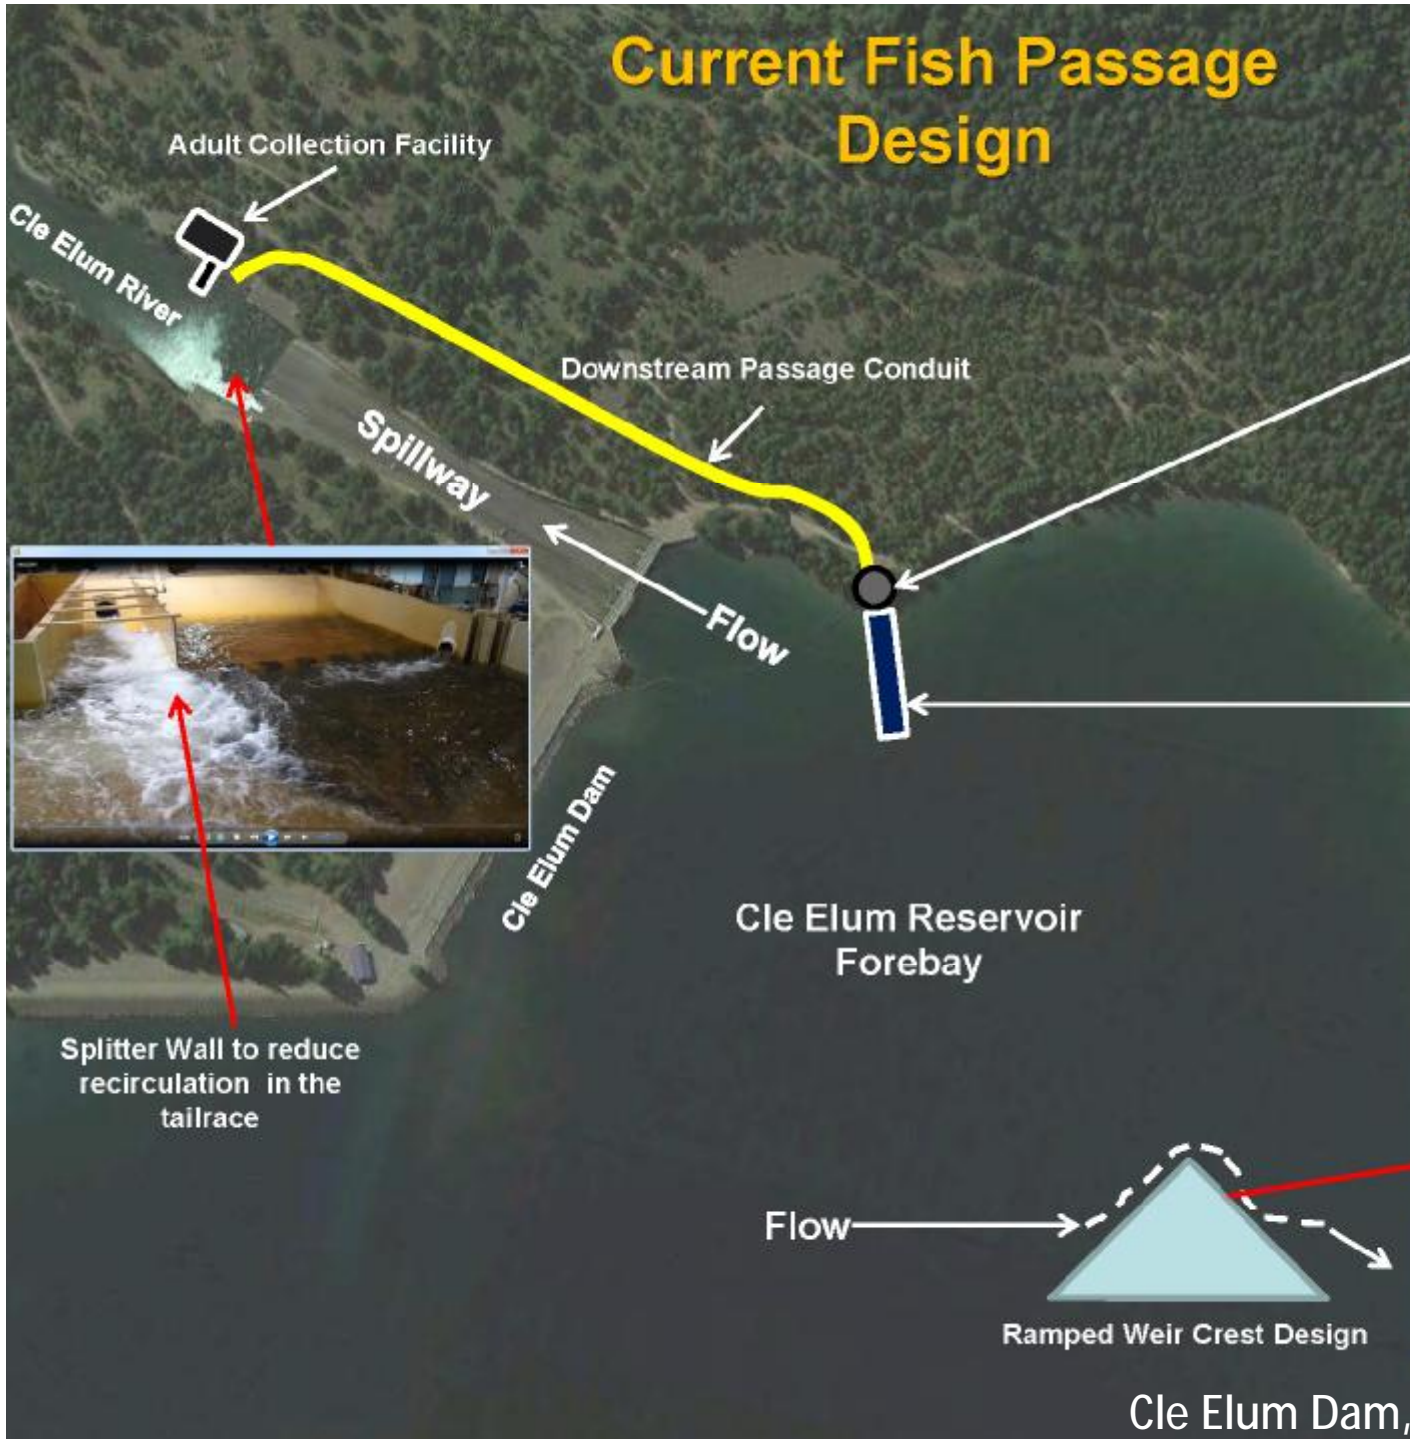 Current Fish Passage
Design
Adult Collection Facility
Cle Elum River
Downstream Passage Conduit
Spillway
Flow
Cle Elum Dam
Cle Elum Reservoir
Forebay
Splitter Wall to reduce
recirculation in the
tailrace
Flow
Ramped Weir Crest Design
Cle Elum Dam,